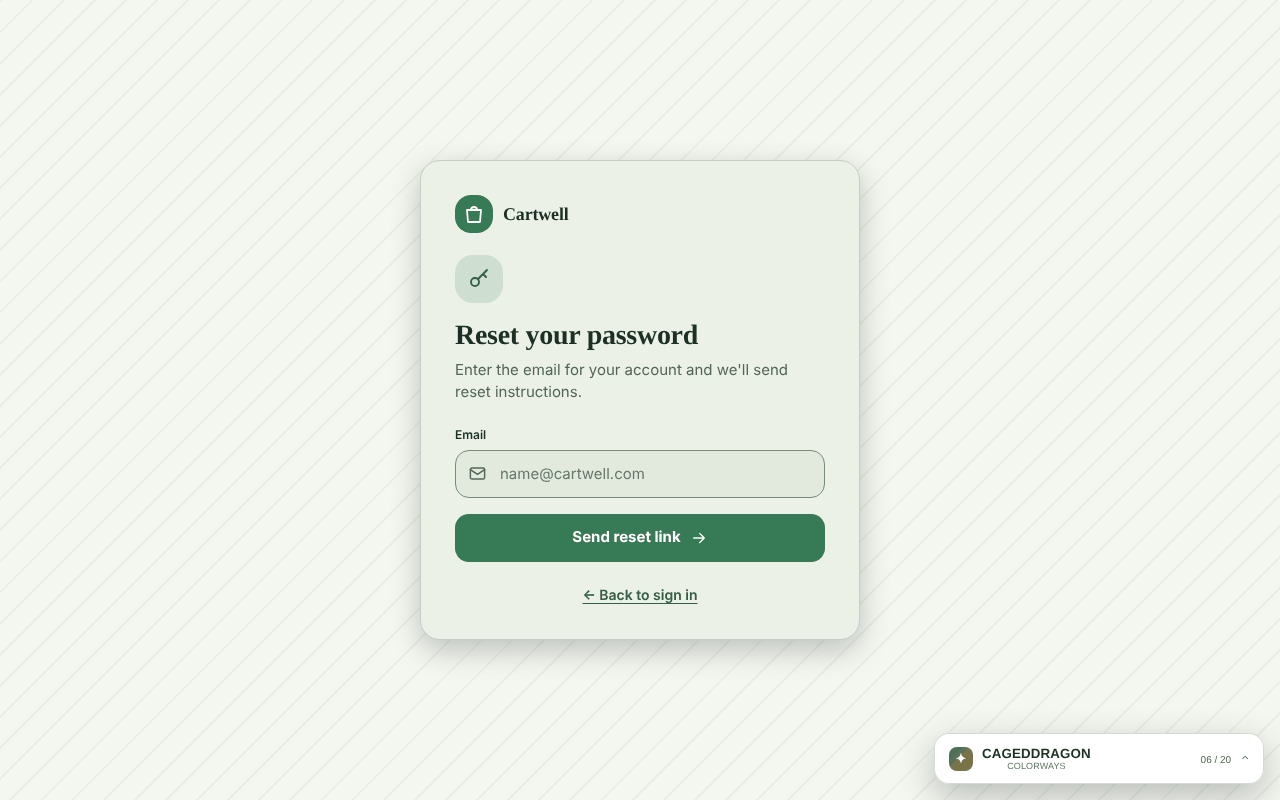 Cartwell
Reset your password
Enter the email for your account and we'll send
reset instructions.
Email
name@cartwell.com
Send reset link →
← Back to sign in
CAGEDDRAGON
COLORWAYS
06 / 20